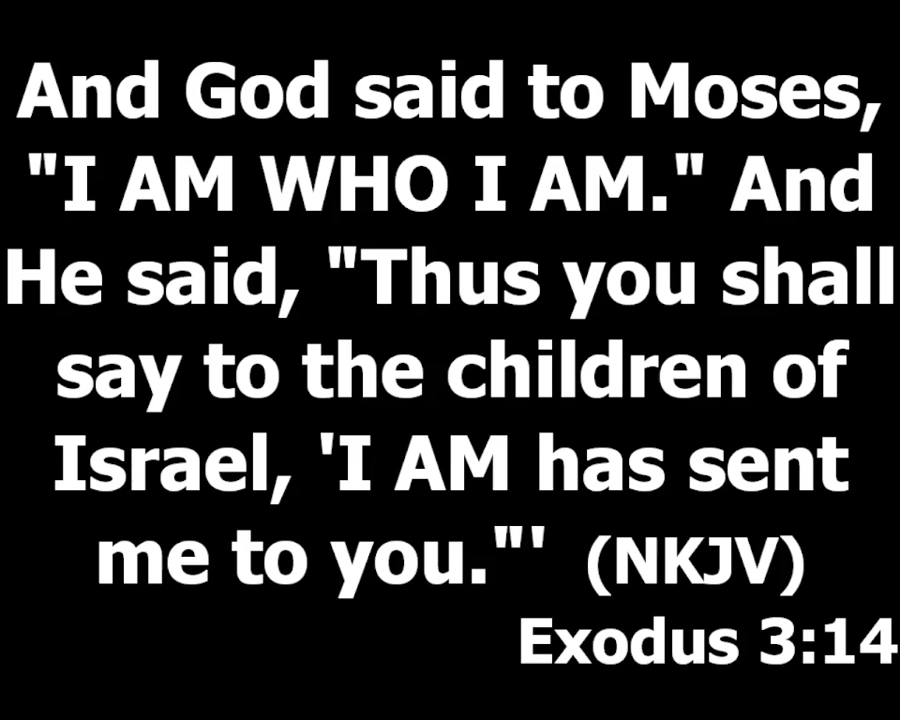 And God said to Moses,
"I AM WHO I AM." And
He said, "Thus you shall
say to the children of
Israel, 'I AM has sent
me to you."' (NKJV)
Exodus 3:14